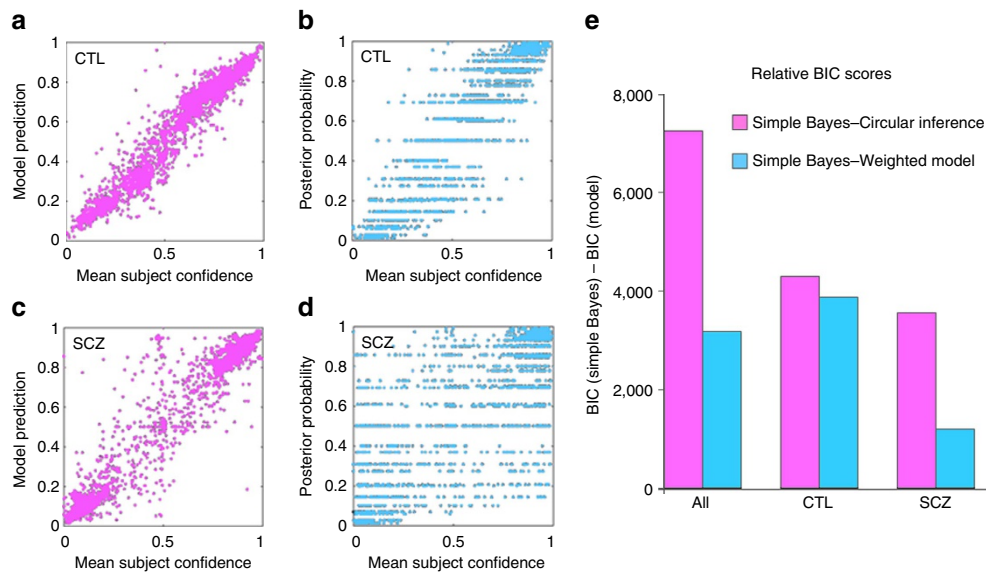 a
CTL
Model prediction
1
0.8
0.6
0.4
0.2
0
0
0.5
1
Mean subject confidence
b
CTL
Posterior probability
1
0.8
0.6
0.4
0.2
0
0
0.5
1
Mean subject confidence
c
SCZ
Model prediction
1
0.8
0.6
0.4
0.2
0
0
0.5
1
Mean subject confidence
d
SCZ
Posterior probability
1
0.8
0.6
0.4
0.2
0
0
0.5
1
Mean subject confidence
e
Relative BIC scores
Simple Bayes–Circular inference
Simple Bayes–Weighted model
BIC (simple Bayes) – BIC (model)
8,000
6,000
4,000
2,000
0
All
CTL
SCZ